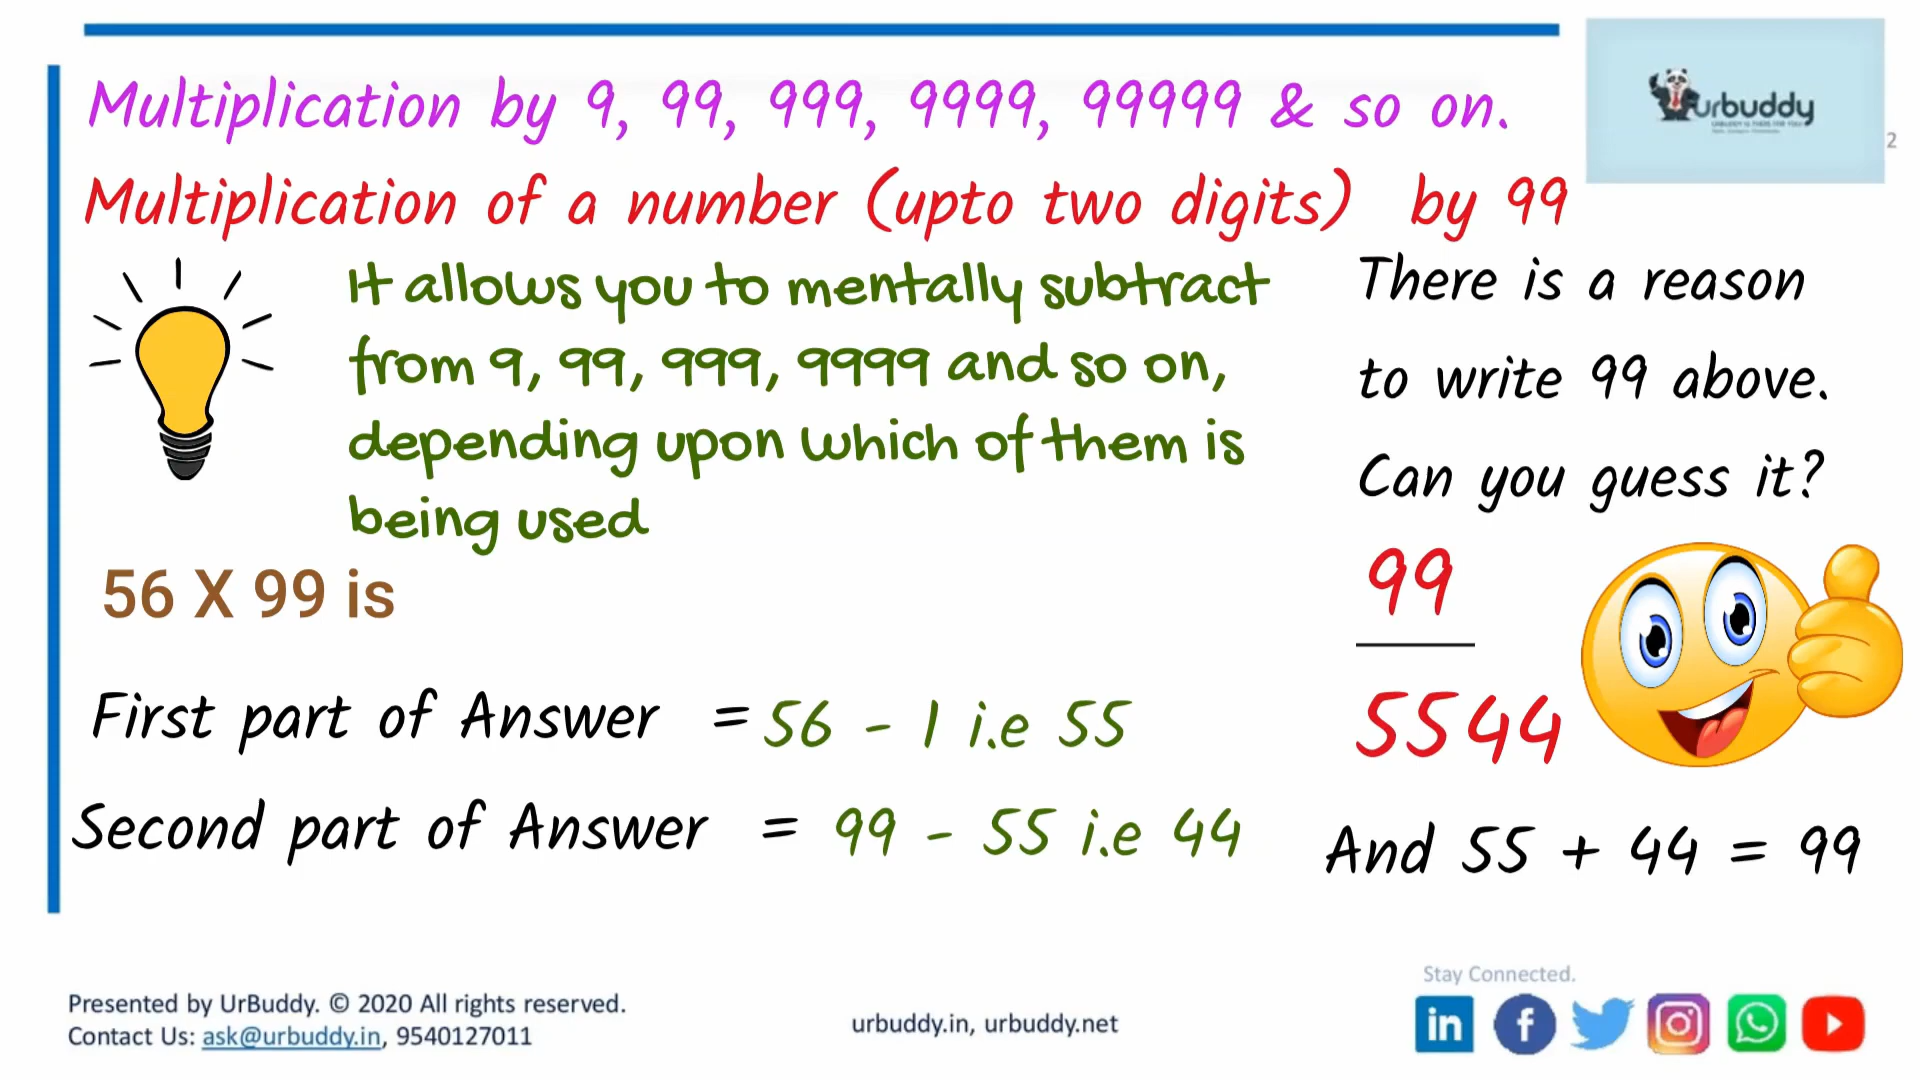 Multiplication by 9, 99, 999, 9999, 99999 & so on.
urbuddy
2
Multiplication of a number (upto two digits) by 99
It allows you to mentally subtract
from 9, 99, 999, 9999 and so on,
depending upon which of them is
being used
There is a reason
to write 99 above.
Can you guess it?
56 X 99 is
99
5544
First part of Answer = 56 - 1 i.e 55
Second part of Answer = 99 - 55 i.e 44
And 55 + 44 = 99
Stay Connected.
Presented by UrBuddy. © 2020 All rights reserved.
Contact Us: ask@urbuddy.in, 9540127011
urbuddy.in, urbuddy.net
in
f